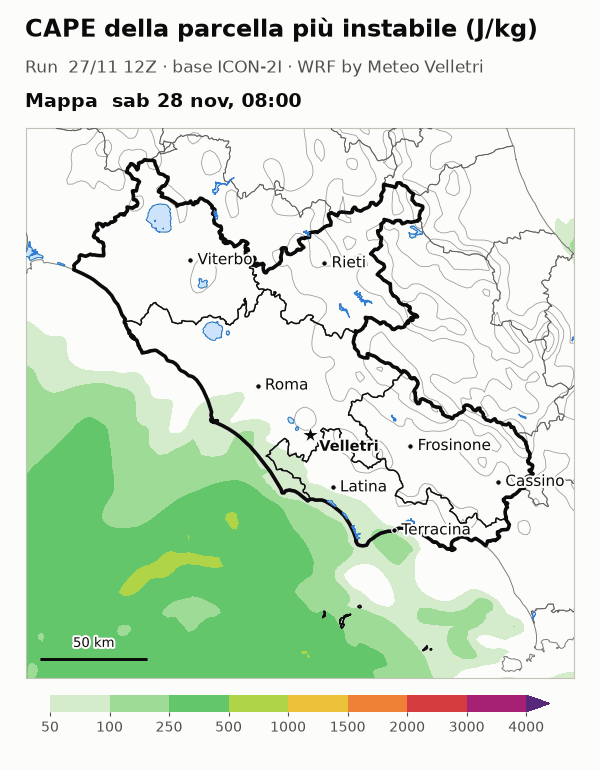 CAPE della parcella più instabile (J/kg)
Run 27/11 12Z · base ICON-2I · WRF by Meteo Velletri
Mappa sab 28 nov, 08:00
Viterbo
Rieti
Roma
Velletri
Frosinone
Latina
Cassino
Terracina
50 km
50 100 250 500 1000 1500 2000 3000 4000